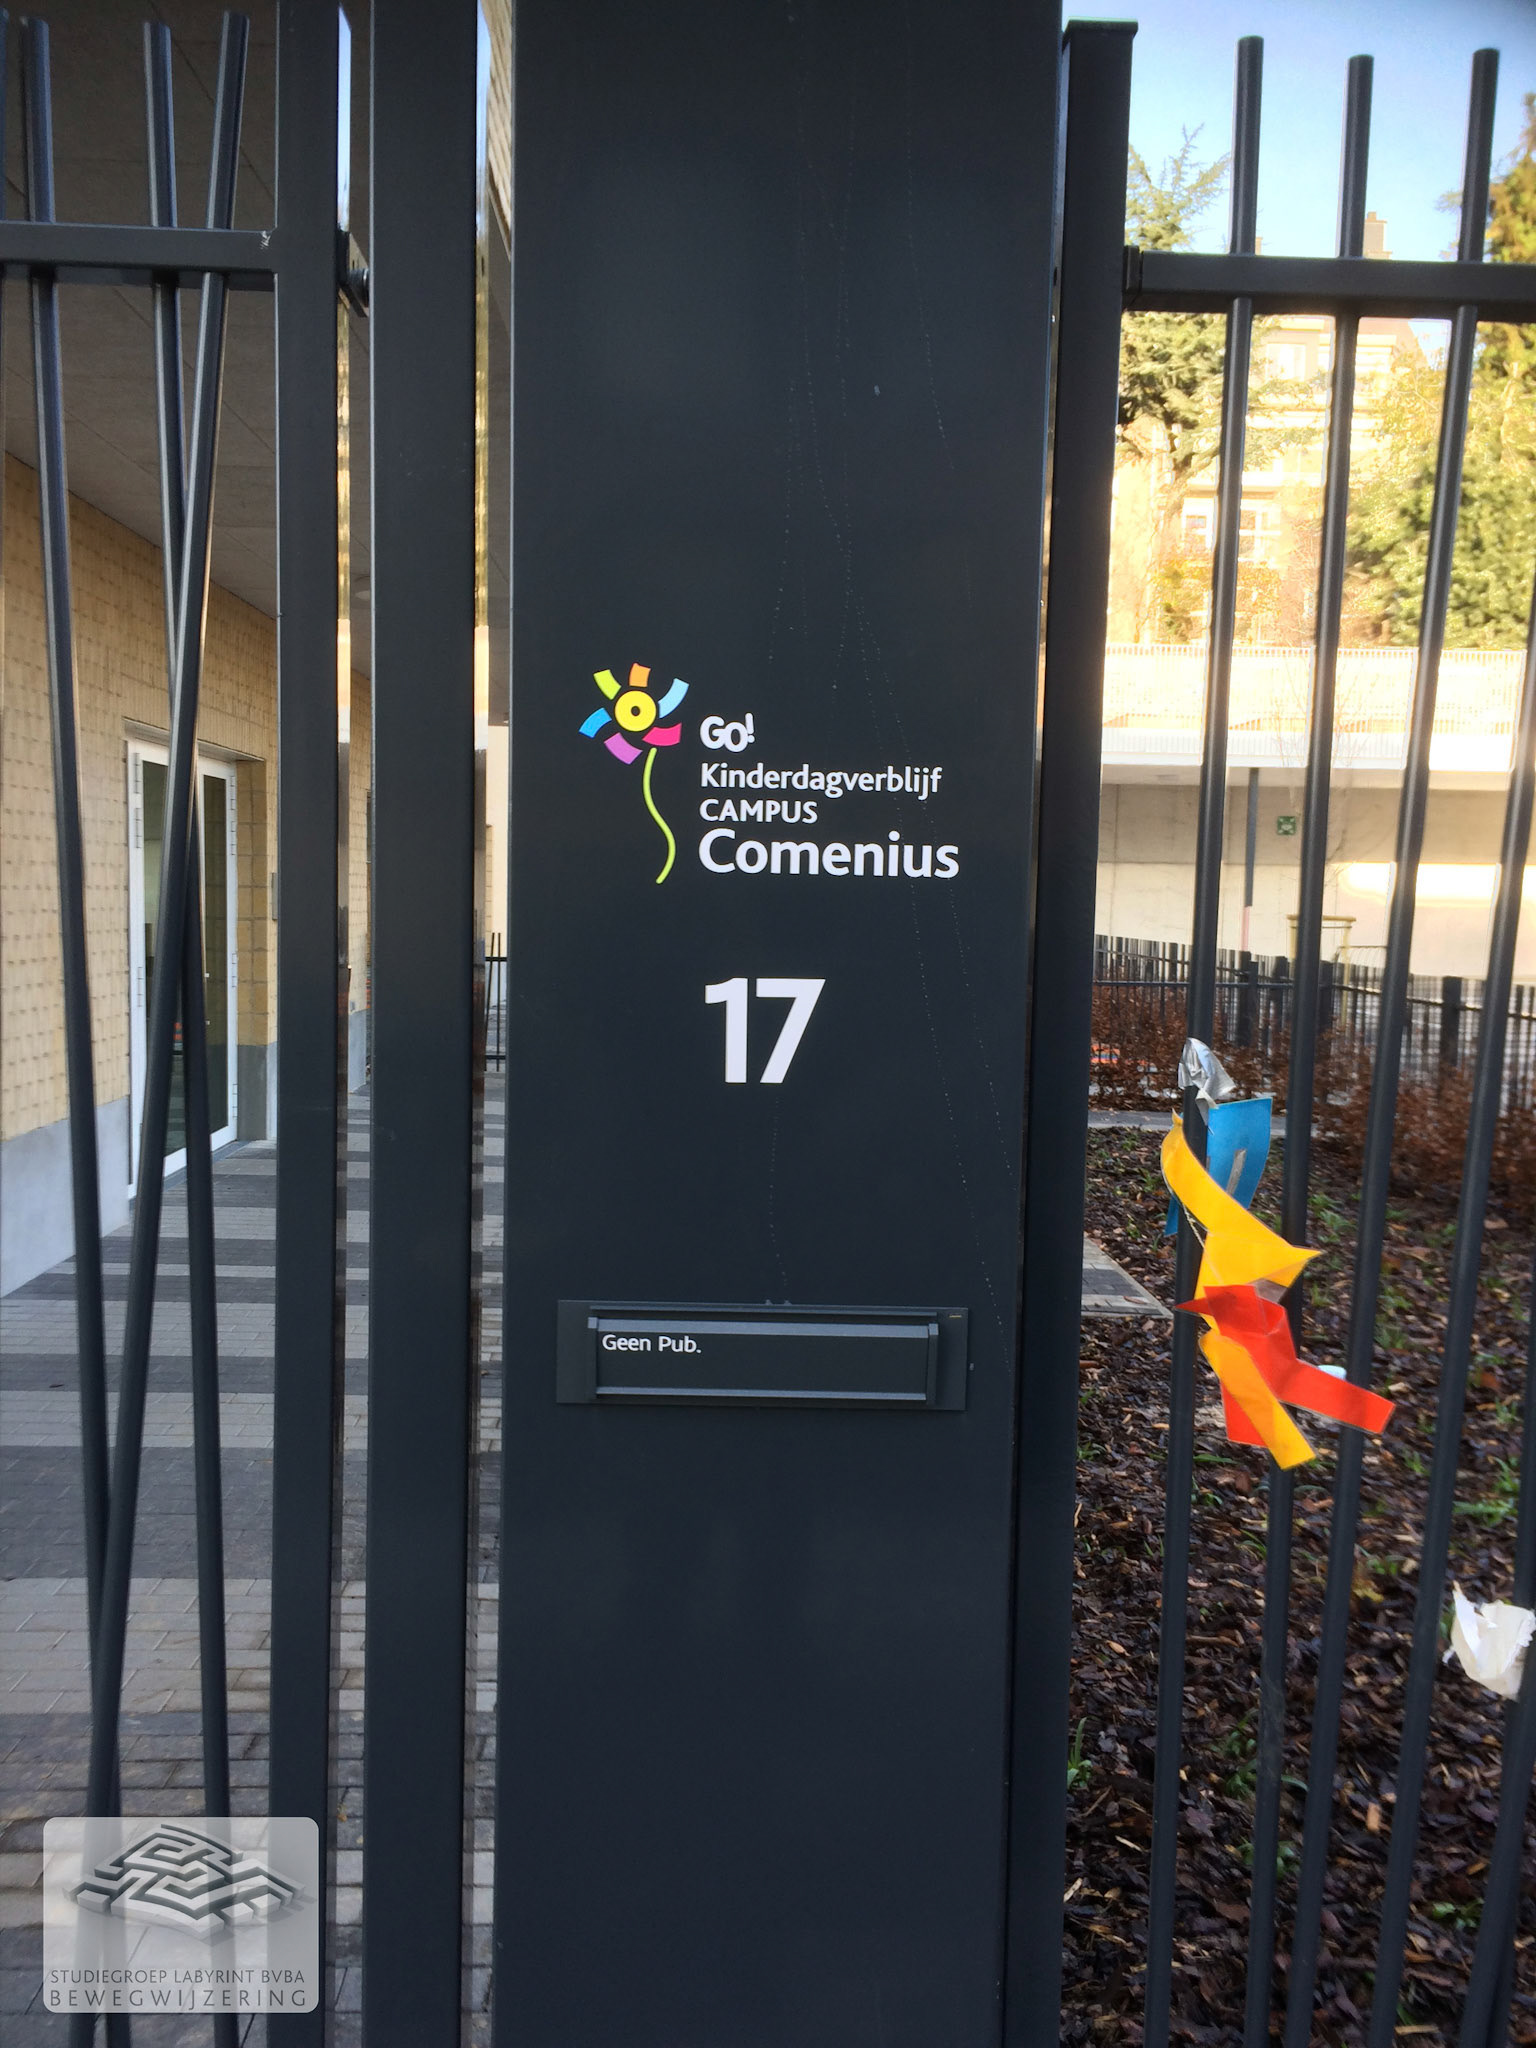 GO!
Kinderdagverblijf
CAMPUS
Comenius
17
Geen Pub.
STUDIEGROEP LABYRINT BVBA
BEWEGWIJZERING